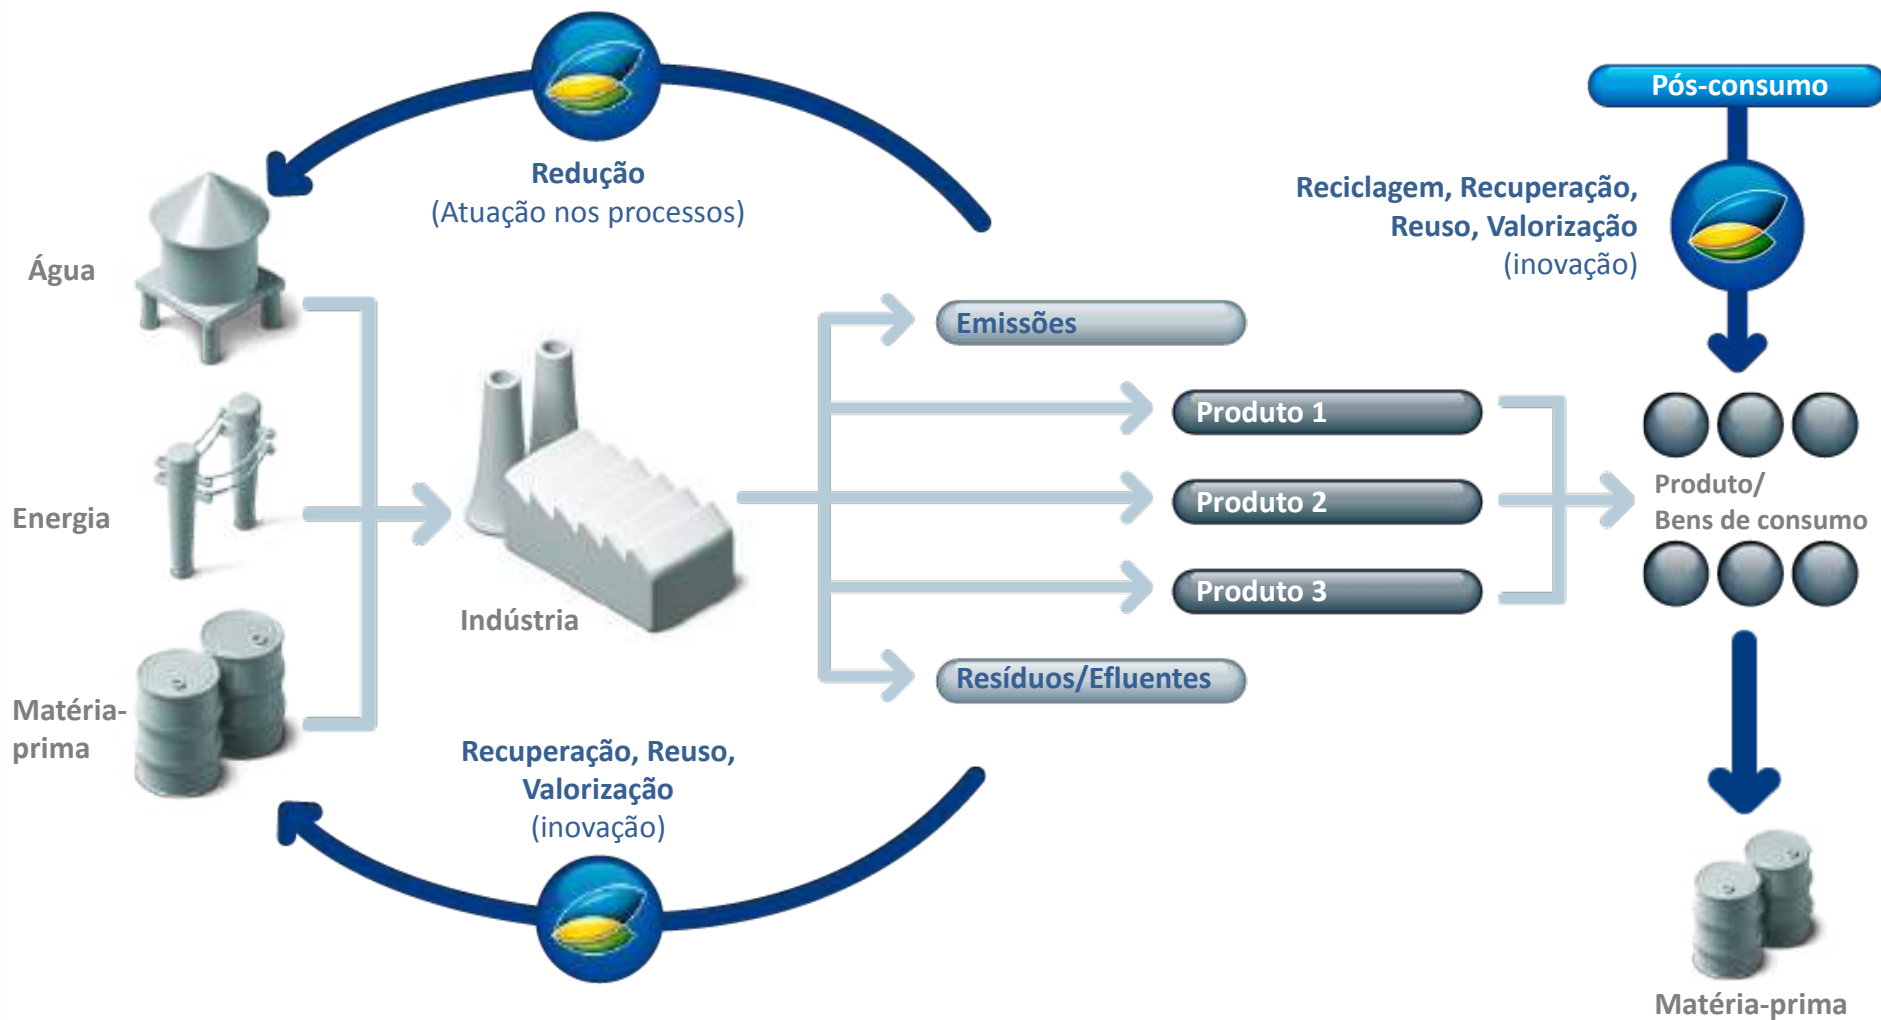 Pós-consumo
Redução
(Atuação nos processos)
Reciclagem, Recuperação,
Reuso, Valorização
(inovação)
Água
Emissões
Produto 1
Produto/
Bens de consumo
Energia
Produto 2
Indústria
Produto 3
Resíduos/Efluentes
Matéria-
prima
Recuperação, Reuso,
Valorização
(inovação)
Matéria-prima